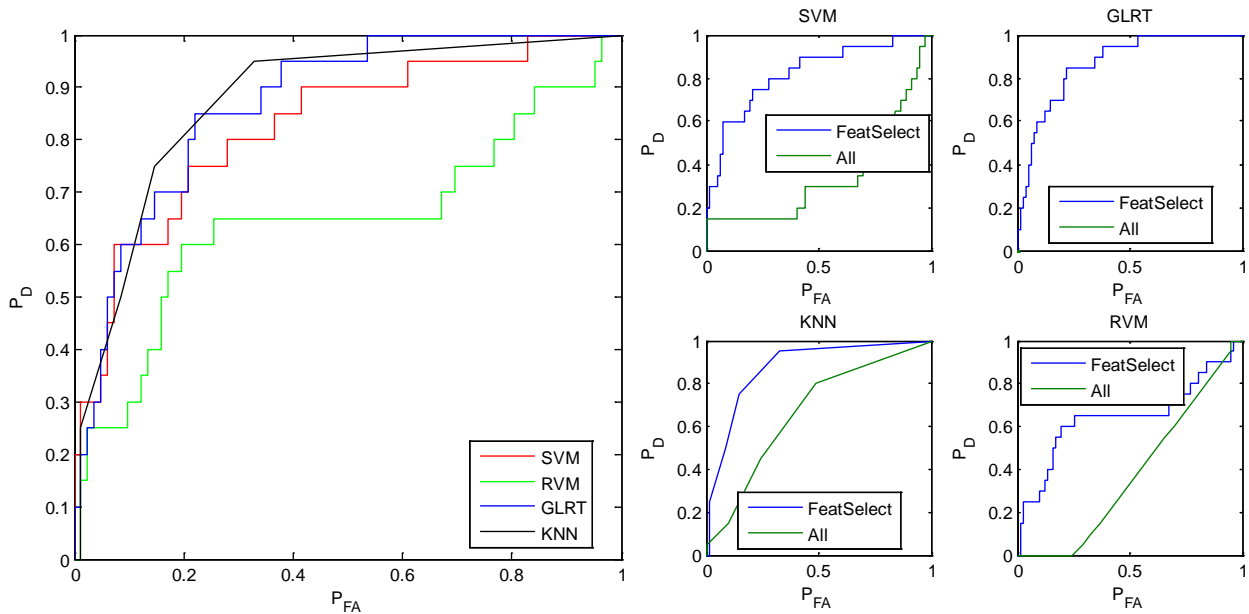 1
0.9
0.8
0.7
0.6
0.5
0.4
0.3
0.2
0.1
0
P_D
0 0.2 0.4 0.6 0.8 1
P_FA
SVM
RVM
GLRT
KNN
SVM
1
0.8
0.6
0.4
0.2
0
P_D
0 0.5 1
P_FA
FeatSelect
All
GLRT
1
0.8
0.6
0.4
0.2
0
P_D
0 0.5 1
P_FA
FeatSelect
All
KNN
1
0.8
0.6
0.4
0.2
0
P_D
0 0.5 1
P_FA
FeatSelect
All
RVM
1
0.8
0.6
0.4
0.2
0
P_D
0 0.5 1
P_FA
FeatSelect
All